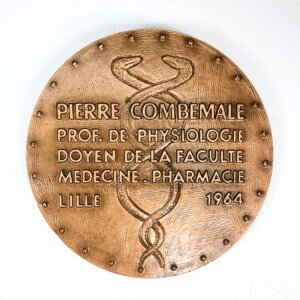 PIERRE COMBEMALE
PROF. DE PHYSIOLOGIE
DOYEN DE LA FACULTE
MEDECINE . PHARMACIE
LILLE 1964